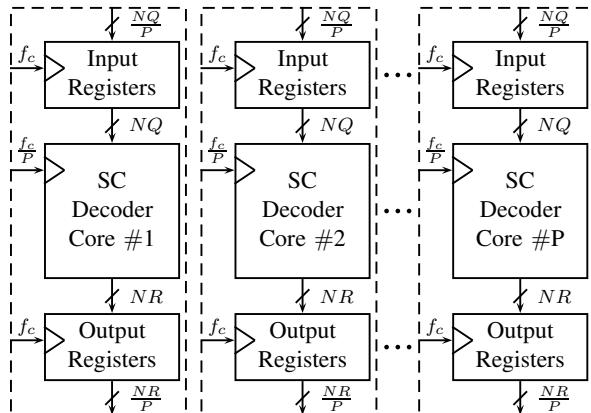 NQ/P NQ/P NQ/P
f_c Input Registers f_c Input Registers ... f_c Input Registers
NQ NQ NQ
f_c/P SC Decoder Core #1 f_c/P SC Decoder Core #2 ... f_c/P SC Decoder Core #P
NR NR NR
f_c Output Registers f_c Output Registers ... f_c Output Registers
NR/P NR/P NR/P